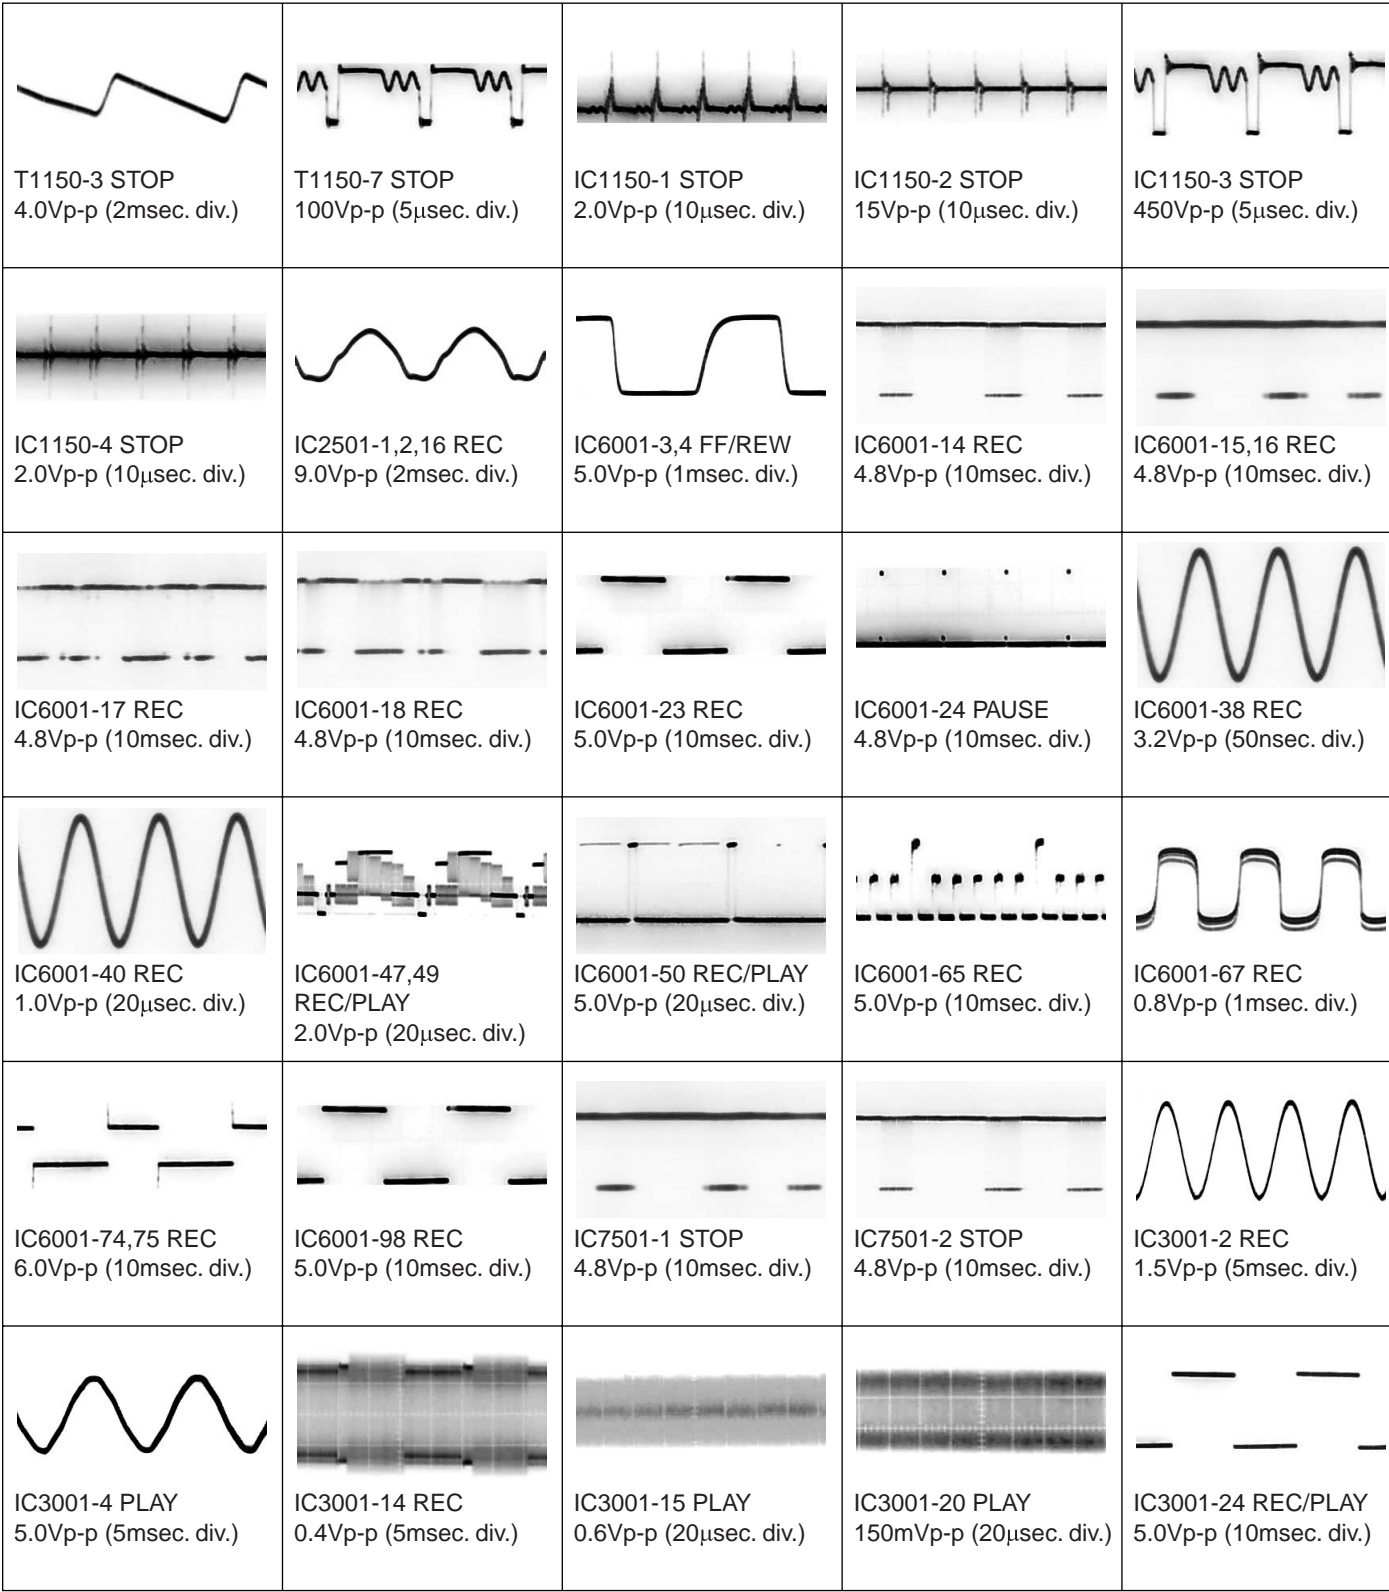 T1150-3 STOP
4.0Vp-p (2msec. div.)
T1150-7 STOP
100Vp-p (5μsec. div.)
IC1150-1 STOP
2.0Vp-p (10μsec. div.)
IC1150-2 STOP
15Vp-p (10μsec. div.)
IC1150-3 STOP
450Vp-p (5μsec. div.)
IC1150-4 STOP
2.0Vp-p (10μsec. div.)
IC2501-1,2,16 REC
9.0Vp-p (2msec. div.)
IC6001-3,4 FF/REW
5.0Vp-p (1msec. div.)
IC6001-14 REC
4.8Vp-p (10msec. div.)
IC6001-15,16 REC
4.8Vp-p (10msec. div.)
IC6001-17 REC
4.8Vp-p (10msec. div.)
IC6001-18 REC
4.8Vp-p (10msec. div.)
IC6001-23 REC
5.0Vp-p (10msec. div.)
IC6001-24 PAUSE
4.8Vp-p (10msec. div.)
IC6001-38 REC
3.2Vp-p (50nsec. div.)
IC6001-40 REC
1.0Vp-p (20μsec. div.)
IC6001-47,49
REC/PLAY
2.0Vp-p (20μsec. div.)
IC6001-50 REC/PLAY
5.0Vp-p (20μsec. div.)
IC6001-65 REC
5.0Vp-p (10msec. div.)
IC6001-67 REC
0.8Vp-p (1msec. div.)
IC6001-74,75 REC
6.0Vp-p (10msec. div.)
IC6001-98 REC
5.0Vp-p (10msec. div.)
IC7501-1 STOP
4.8Vp-p (10msec. div.)
IC7501-2 STOP
4.8Vp-p (10msec. div.)
IC3001-2 REC
1.5Vp-p (5msec. div.)
IC3001-4 PLAY
5.0Vp-p (5msec. div.)
IC3001-14 REC
0.4Vp-p (5msec. div.)
IC3001-15 PLAY
0.6Vp-p (20μsec. div.)
IC3001-20 PLAY
150mVp-p (20μsec. div.)
IC3001-24 REC/PLAY
5.0Vp-p (10msec. div.)